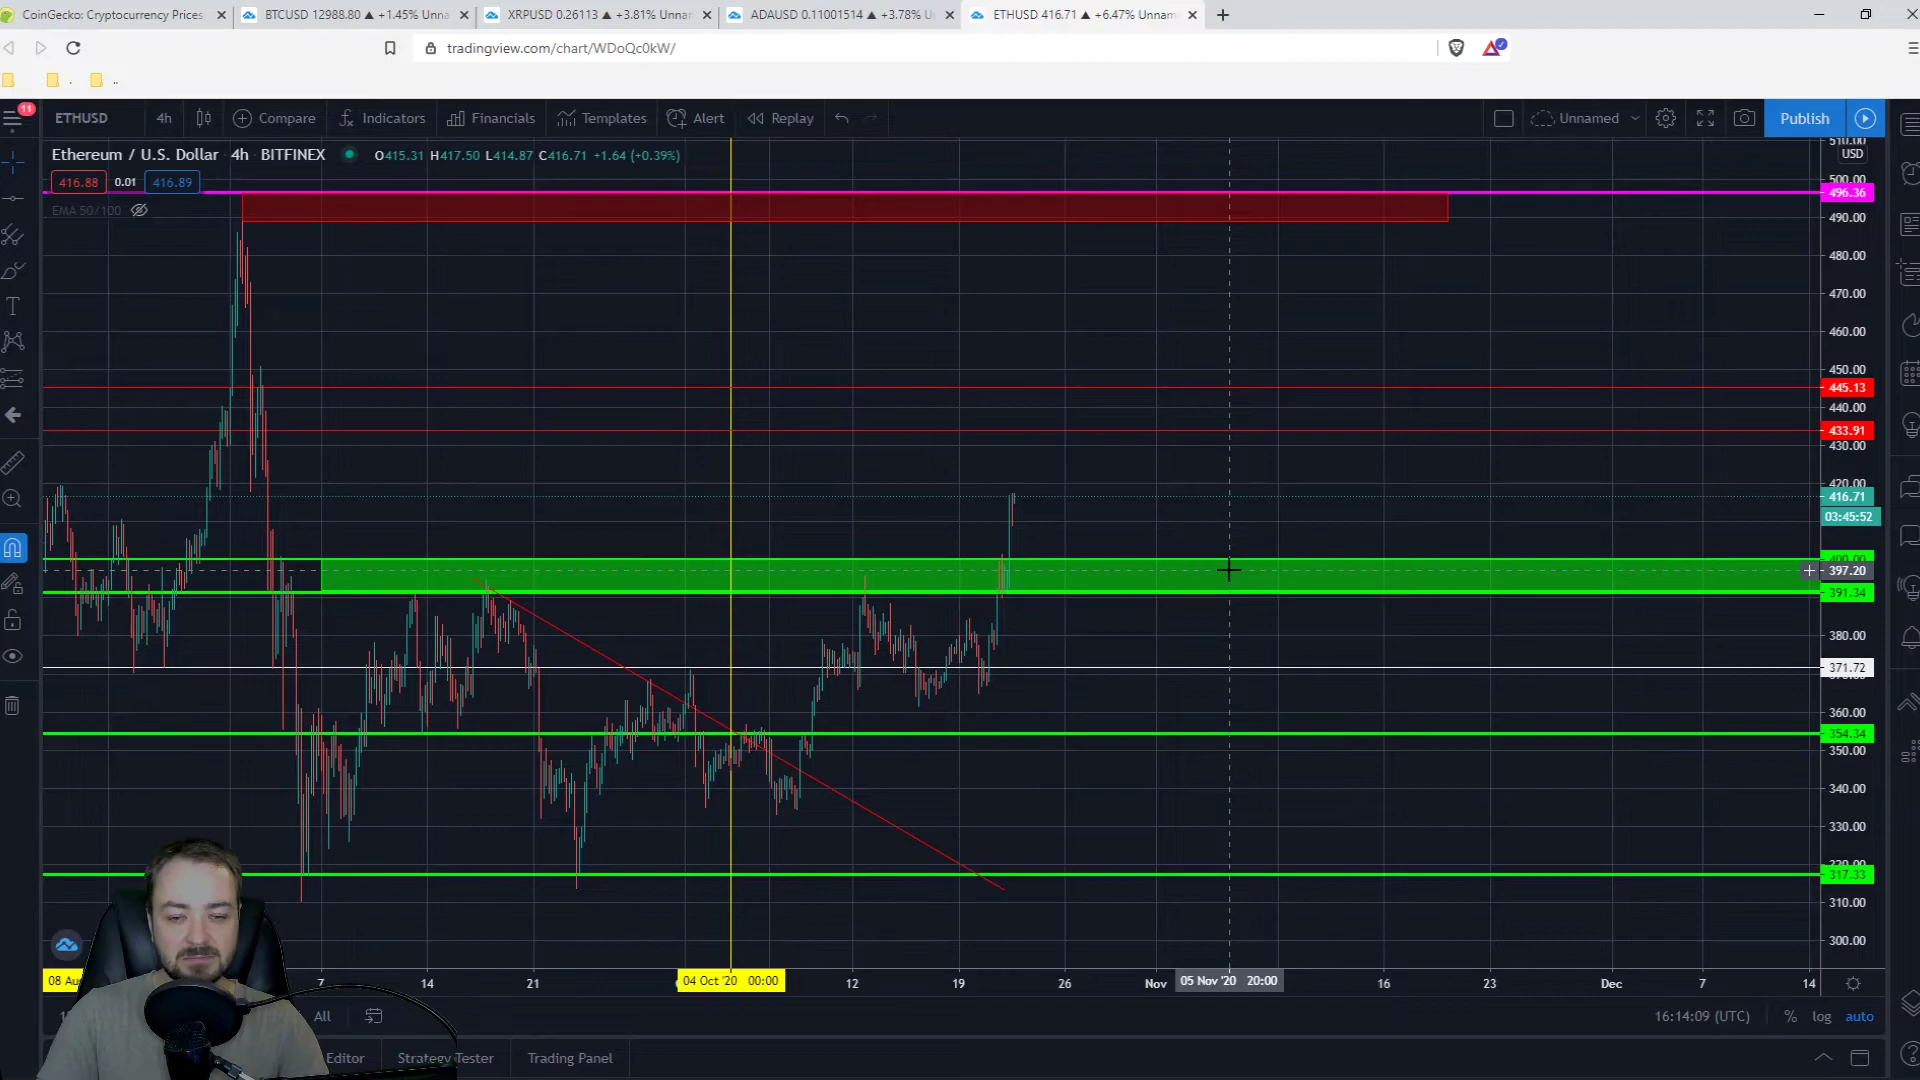 CoinGecko: Cryptocurrency Prices
BTCUSD 12988.80 ▲ +1.45% Unna
XRPUSD 0.26113 ▲ +3.81% Unna
ADAUSD 0.11001514 ▲ +3.78% U
ETHUSD 416.71 ▲ +6.47% Unnam
tradingview.com/chart/WDoQc0kW/
.
..
11
ETHUSD 4h Compare Indicators Financials Templates Alert Replay Unnamed Publish
Ethereum / U.S. Dollar 4h BITFINEX O415.31 H417.50 L414.87 C416.71 +1.64 (+0.39%)
416.88 0.01 416.89
EMA 50/100
510.00
USD
500.00
496.36
490.00
480.00
470.00
460.00
450.00
445.13
440.00
433.91
430.00
420.00
416.71
03:45:52
400.00
397.20
391.34
380.00
371.72
360.00
354.34
350.00
340.00
330.00
320.00
317.33
310.00
300.00
08 Au 7 14 21 04 Oct '20 00:00 12 19 26 Nov 05 Nov '20 20:00 16 23 Dec 7 14
All 16:14:09 (UTC) % log auto
Editor Strategy Tester Trading Panel